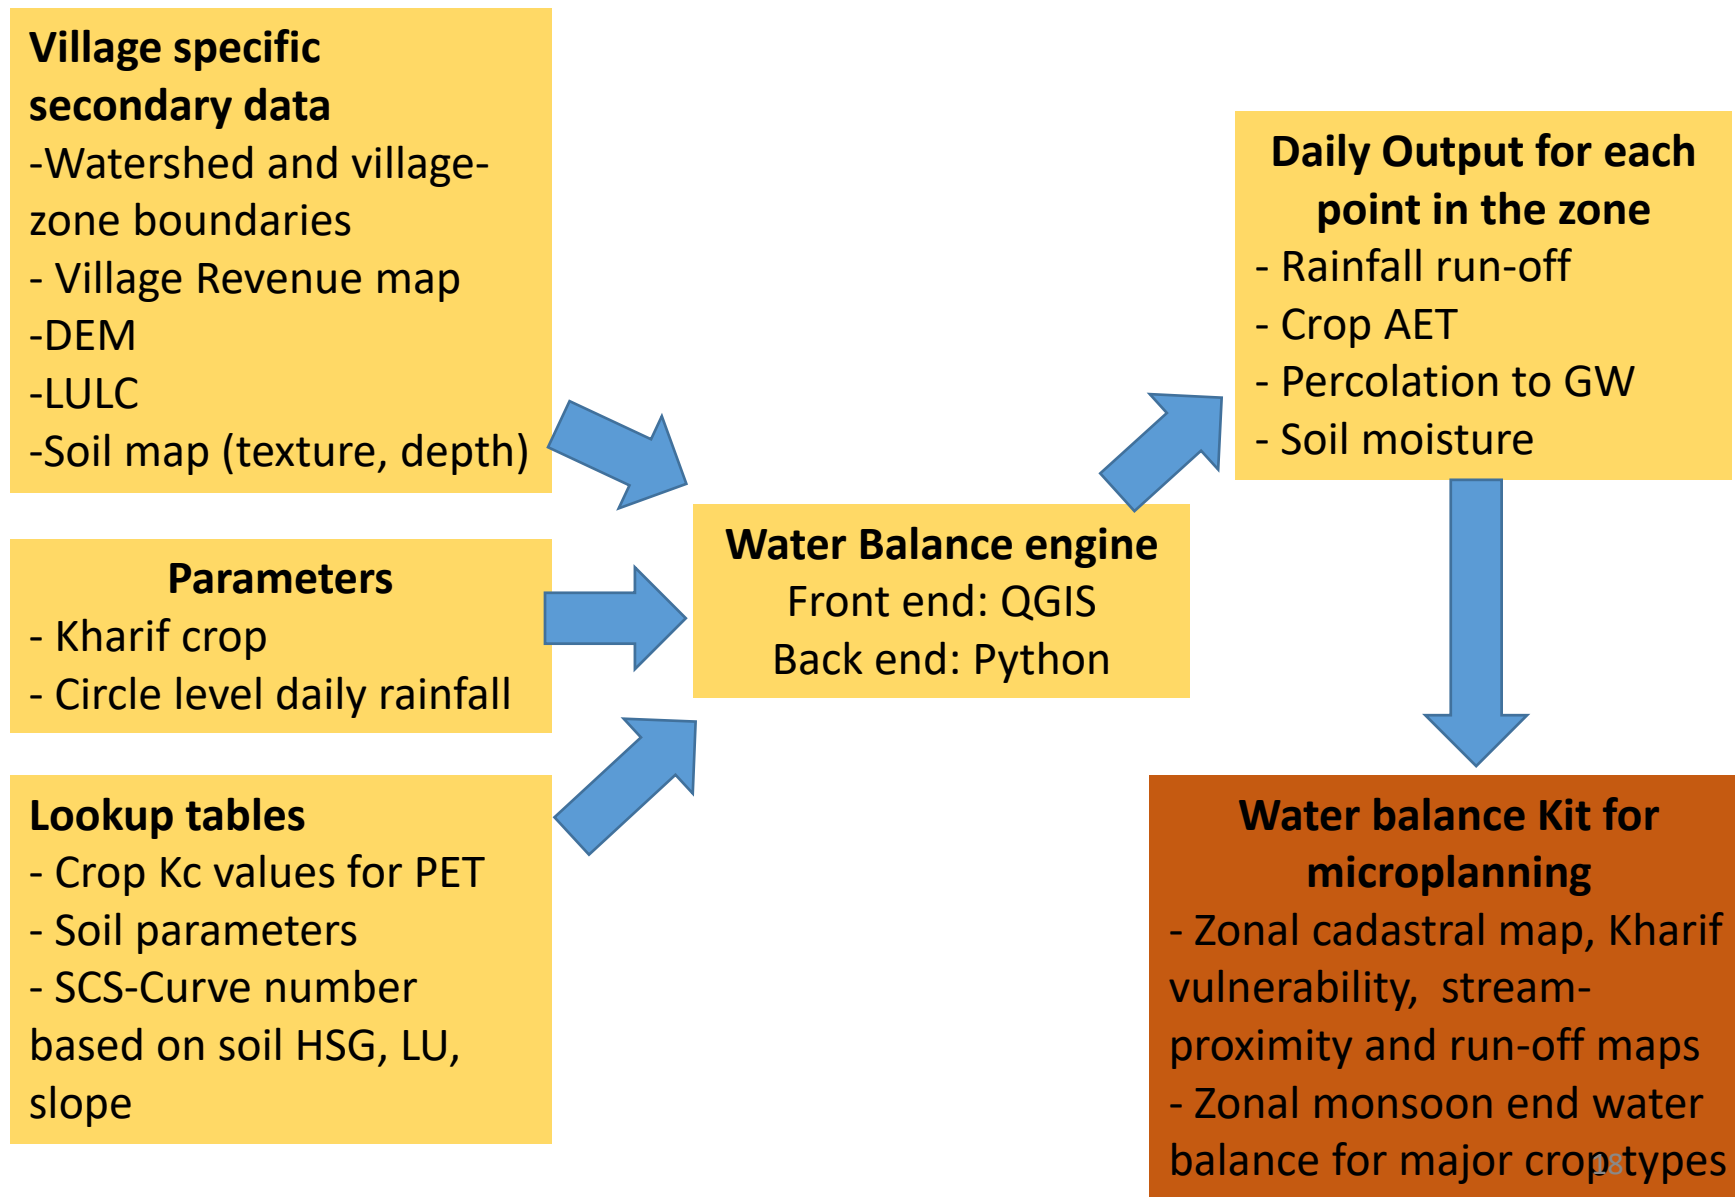 Village specific
secondary data
-Watershed and village-
zone boundaries
- Village Revenue map
-DEM
-LULC
-Soil map (texture, depth)
Parameters
- Kharif crop
- Circle level daily rainfall
Lookup tables
- Crop Kc values for PET
- Soil parameters
- SCS-Curve number
based on soil HSG, LU,
slope
Water Balance engine
Front end: QGIS
Back end: Python
Daily Output for each
point in the zone
- Rainfall run-off
- Crop AET
- Percolation to GW
- Soil moisture
Water balance Kit for
microplanning
- Zonal cadastral map, Kharif
vulnerability,  stream-
proximity and run-off maps
- Zonal monsoon end water
balance for major crop types
18